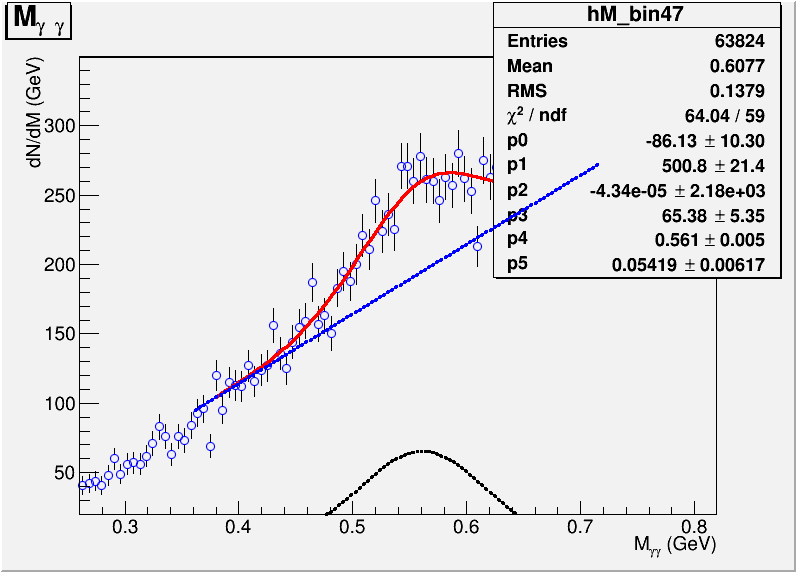 M_γ γ
hM_bin47
Entries 63824
Mean 0.6077
RMS 0.1379
χ² / ndf 64.04 / 59
p0 -86.13 ± 10.30
p1 500.8 ± 21.4
p2 -4.34e-05 ± 2.18e+03
p3 65.38 ± 5.35
p4 0.561 ± 0.005
p5 0.05419 ± 0.00617
dN/dM (GeV)
300
250
200
150
100
50
0.3 0.4 0.5 0.6 0.7 0.8
M_γγ (GeV)